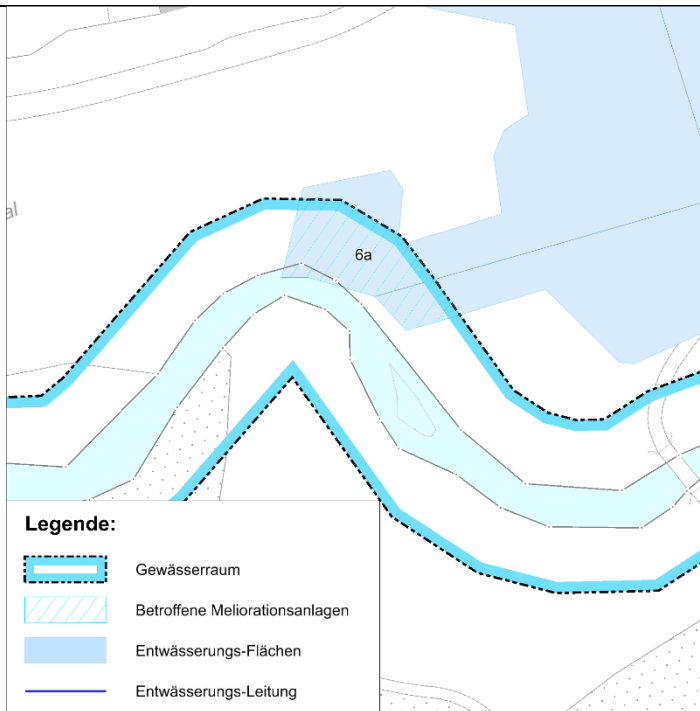 6a
Legende:
Gewässerraum
Betroffene Meliorationsanlagen
Entwässerungs-Flächen
Entwässerungs-Leitung